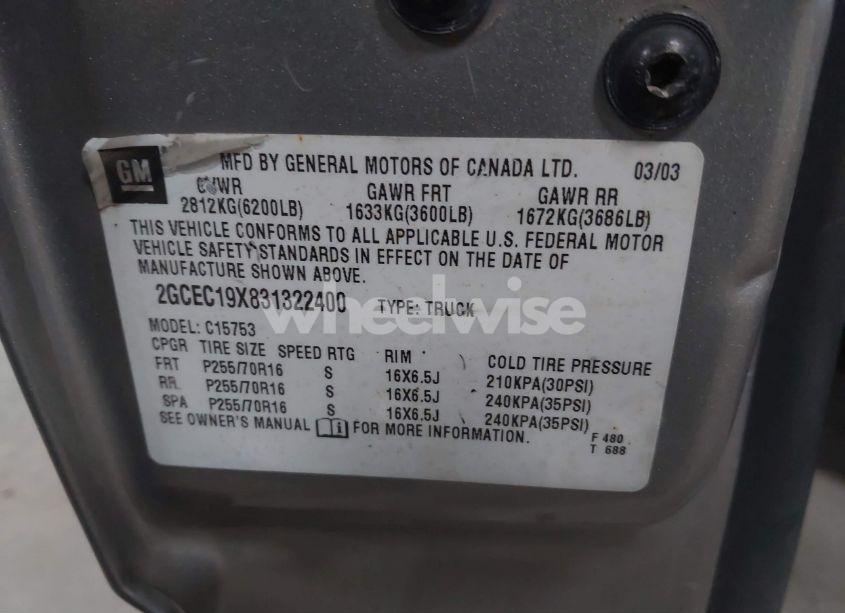 GM
MFD BY GENERAL MOTORS OF CANADA LTD. 03/03
GVWR GAWR FRT GAWR RR
2812KG(6200LB) 1633KG(3600LB) 1672KG(3686LB)
THIS VEHICLE CONFORMS TO ALL APPLICABLE U.S. FEDERAL MOTOR
VEHICLE SAFETY STANDARDS IN EFFECT ON THE DATE OF
MANUFACTURE SHOWN ABOVE.
2GCEC19X831322400 TYPE: TRUCK
wheelwise
MODEL: C15753
CPGR TIRE SIZE SPEED RTG RIM COLD TIRE PRESSURE
FRT P255/70R16 S 16X6.5J 210KPA(30PSI)
RR P255/70R16 S 16X6.5J 240KPA(35PSI)
SPA P255/70R16 S 16X6.5J 240KPA(35PSI)
SEE OWNER'S MANUAL i FOR MORE INFORMATION.
F 480
T 688